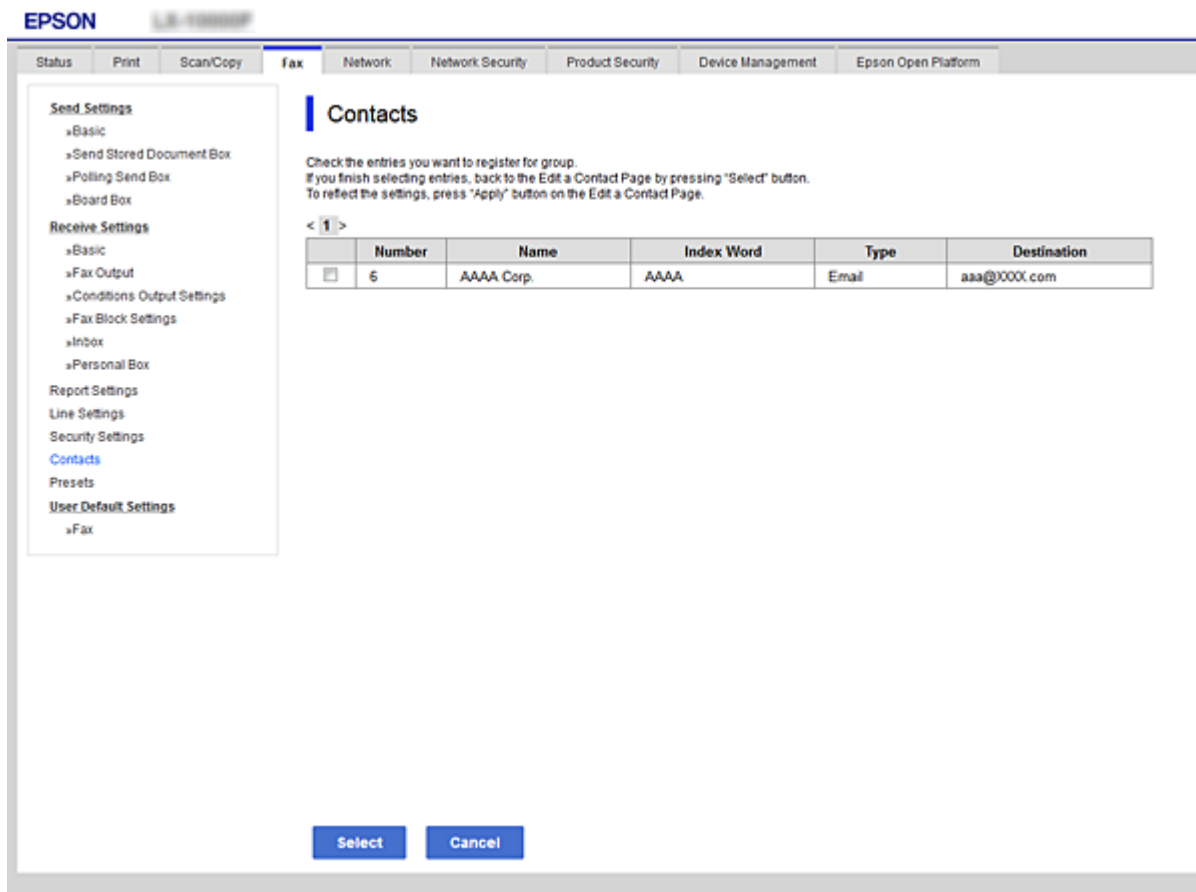 EPSON
Status Print Scan/Copy Fax Network Network Security Product Security Device Management Epson Open Platform
Send Settings
»Basic
»Send Stored Document Box
»Polling Send Box
»Board Box
Receive Settings
»Basic
»Fax Output
»Conditions Output Settings
»Fax Block Settings
»Inbox
»Personal Box
Report Settings
Line Settings
Security Settings
Contacts
Presets
User Default Settings
»Fax
Contacts
Check the entries you want to register for group.
If you finish selecting entries, back to the Edit a Contact Page by pressing "Select" button.
To reflect the settings, press "Apply" button on the Edit a Contact Page.
< 1 >
Number Name Index Word Type Destination
6 AAAA Corp. AAAA Email aaa@XXXX.com
Select Cancel